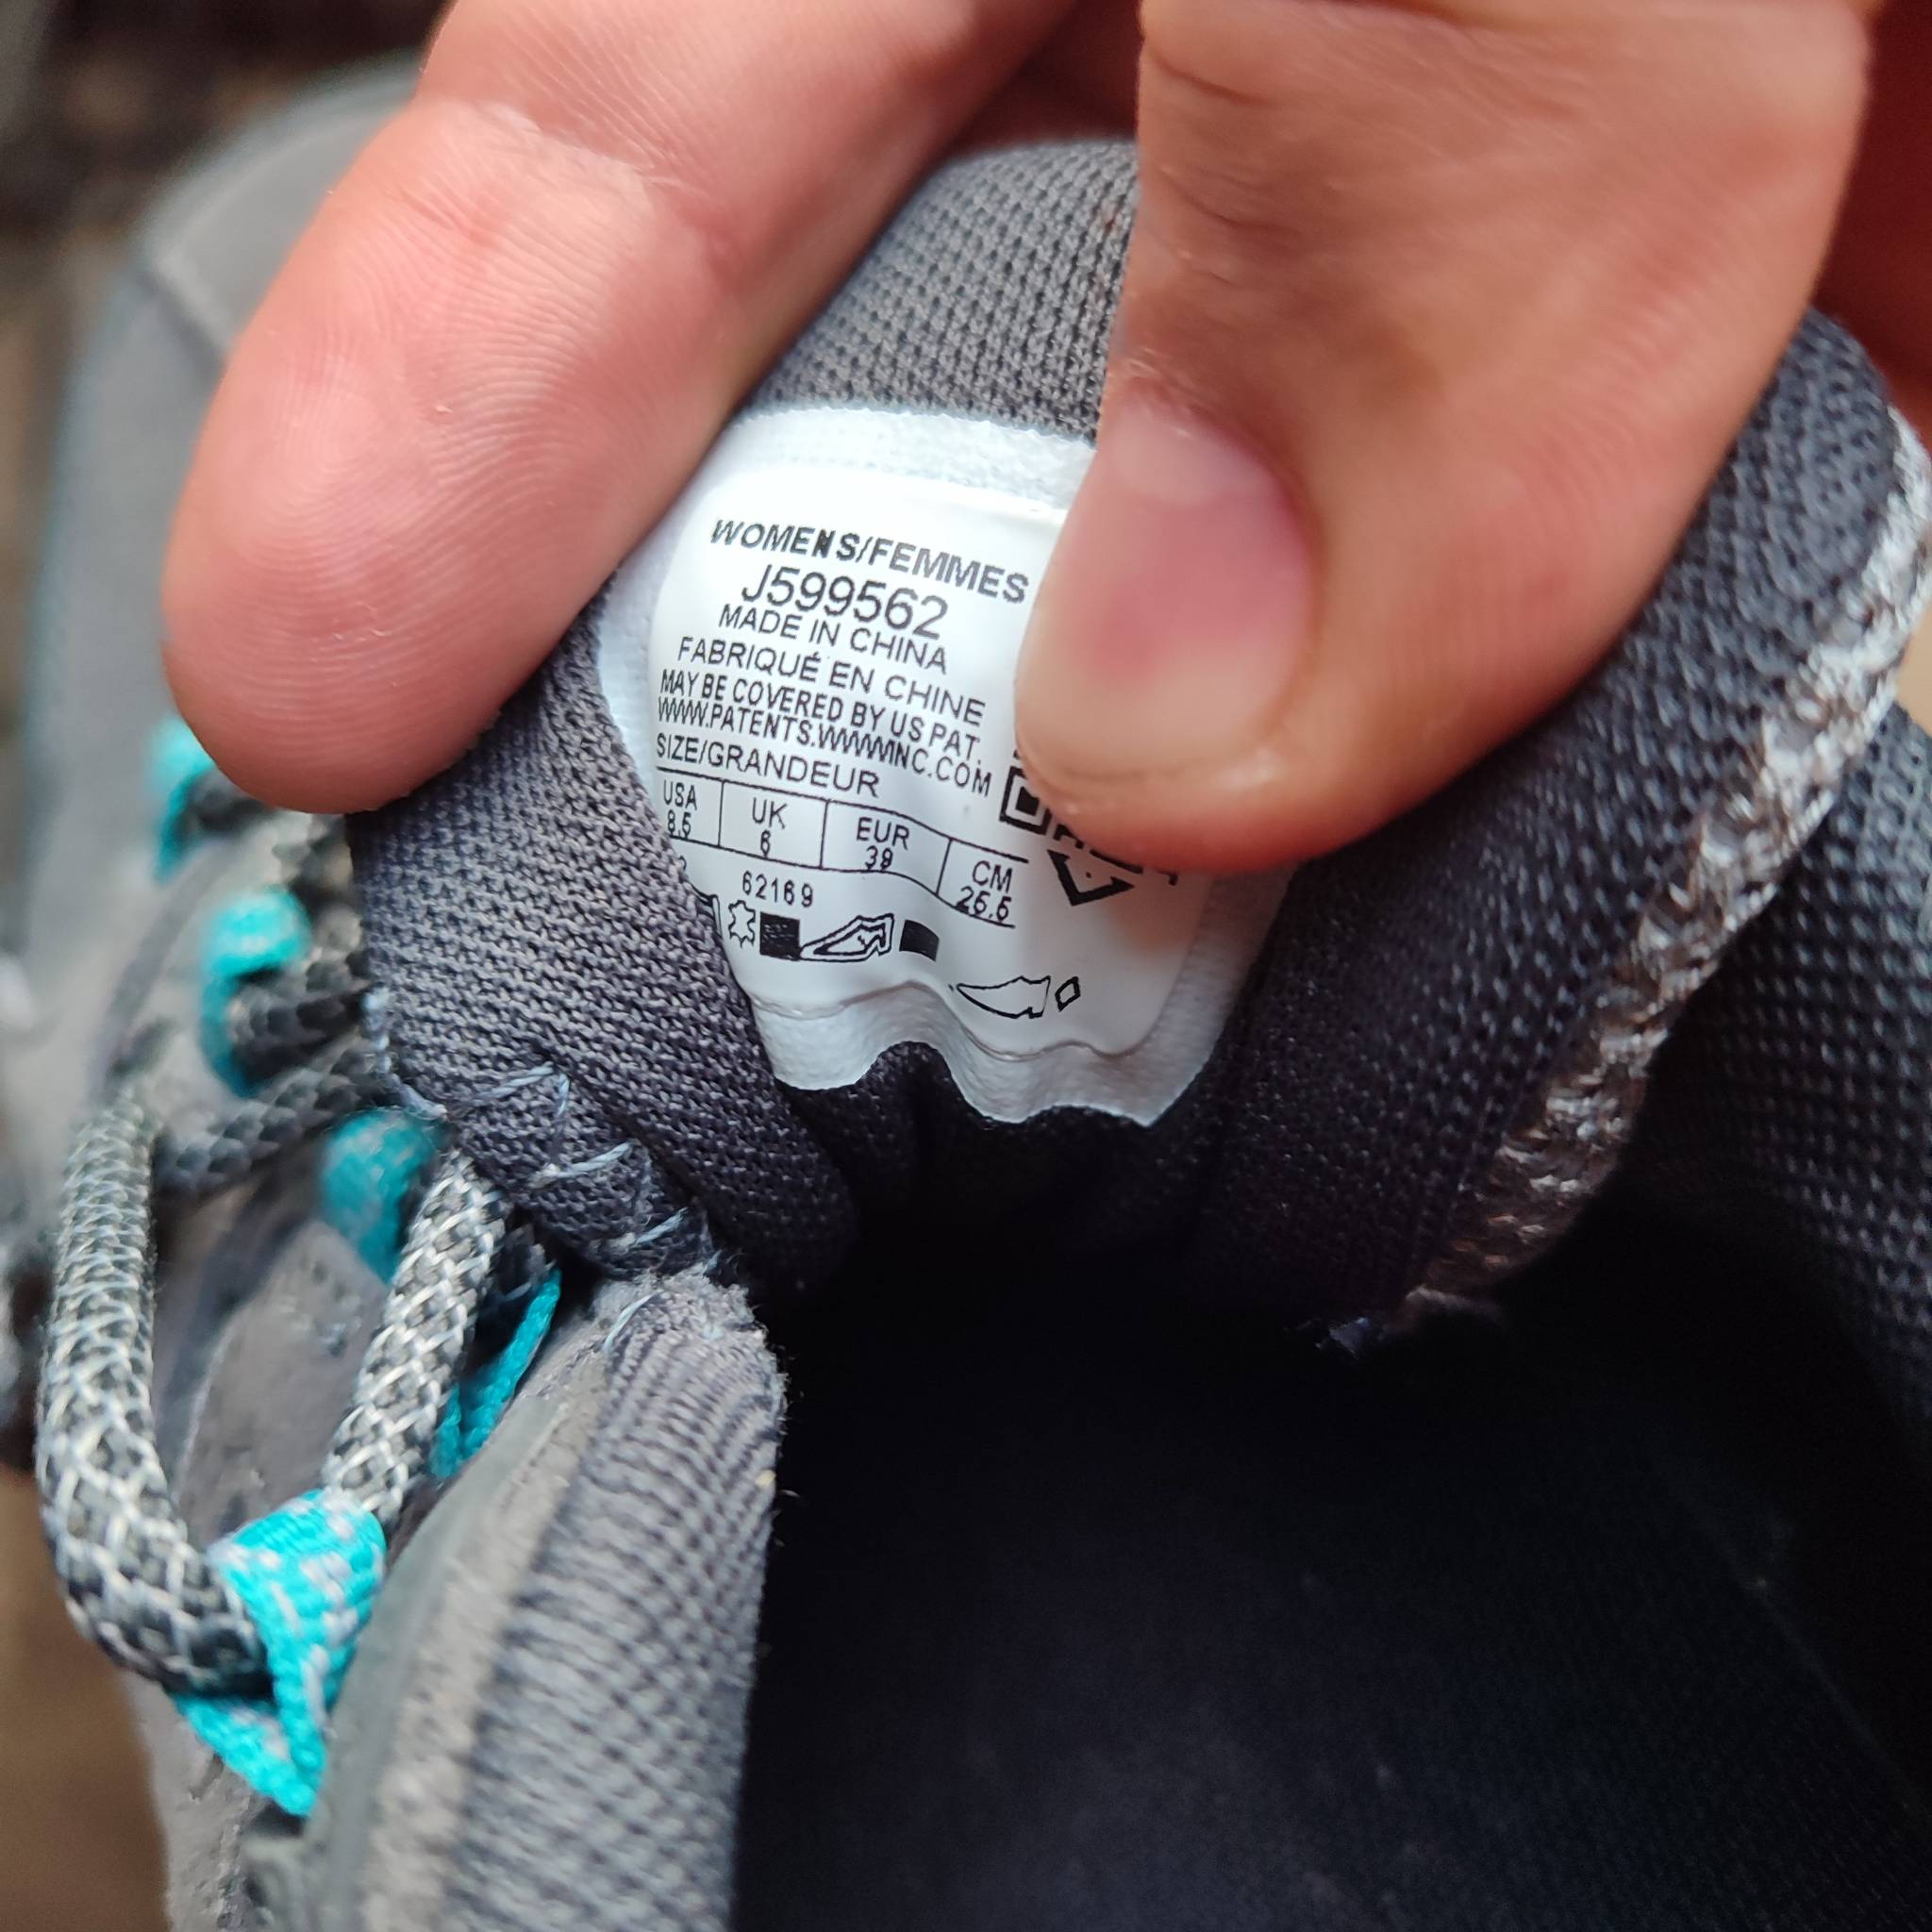 WOMENS/FEMMES
J599562
MADE IN CHINA
FABRIQUÉ EN CHINE
MAY BE COVERED BY US PAT.
WWW.PATENTS.WWWINC.COM
SIZE/GRANDEUR
USA UK EUR CM
8.5 6 39 25.5
62169